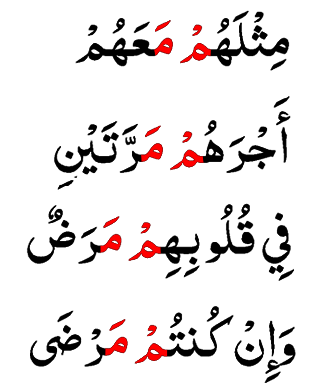 مِثْلَهُمْ مَعَهُمْ
أَجْرَهُمْ مَرَّتَيْنِ
فِي قُلُوبِهِمْ مَرَضٌ
وَإِنْ كُنتُمْ مَرْضَى